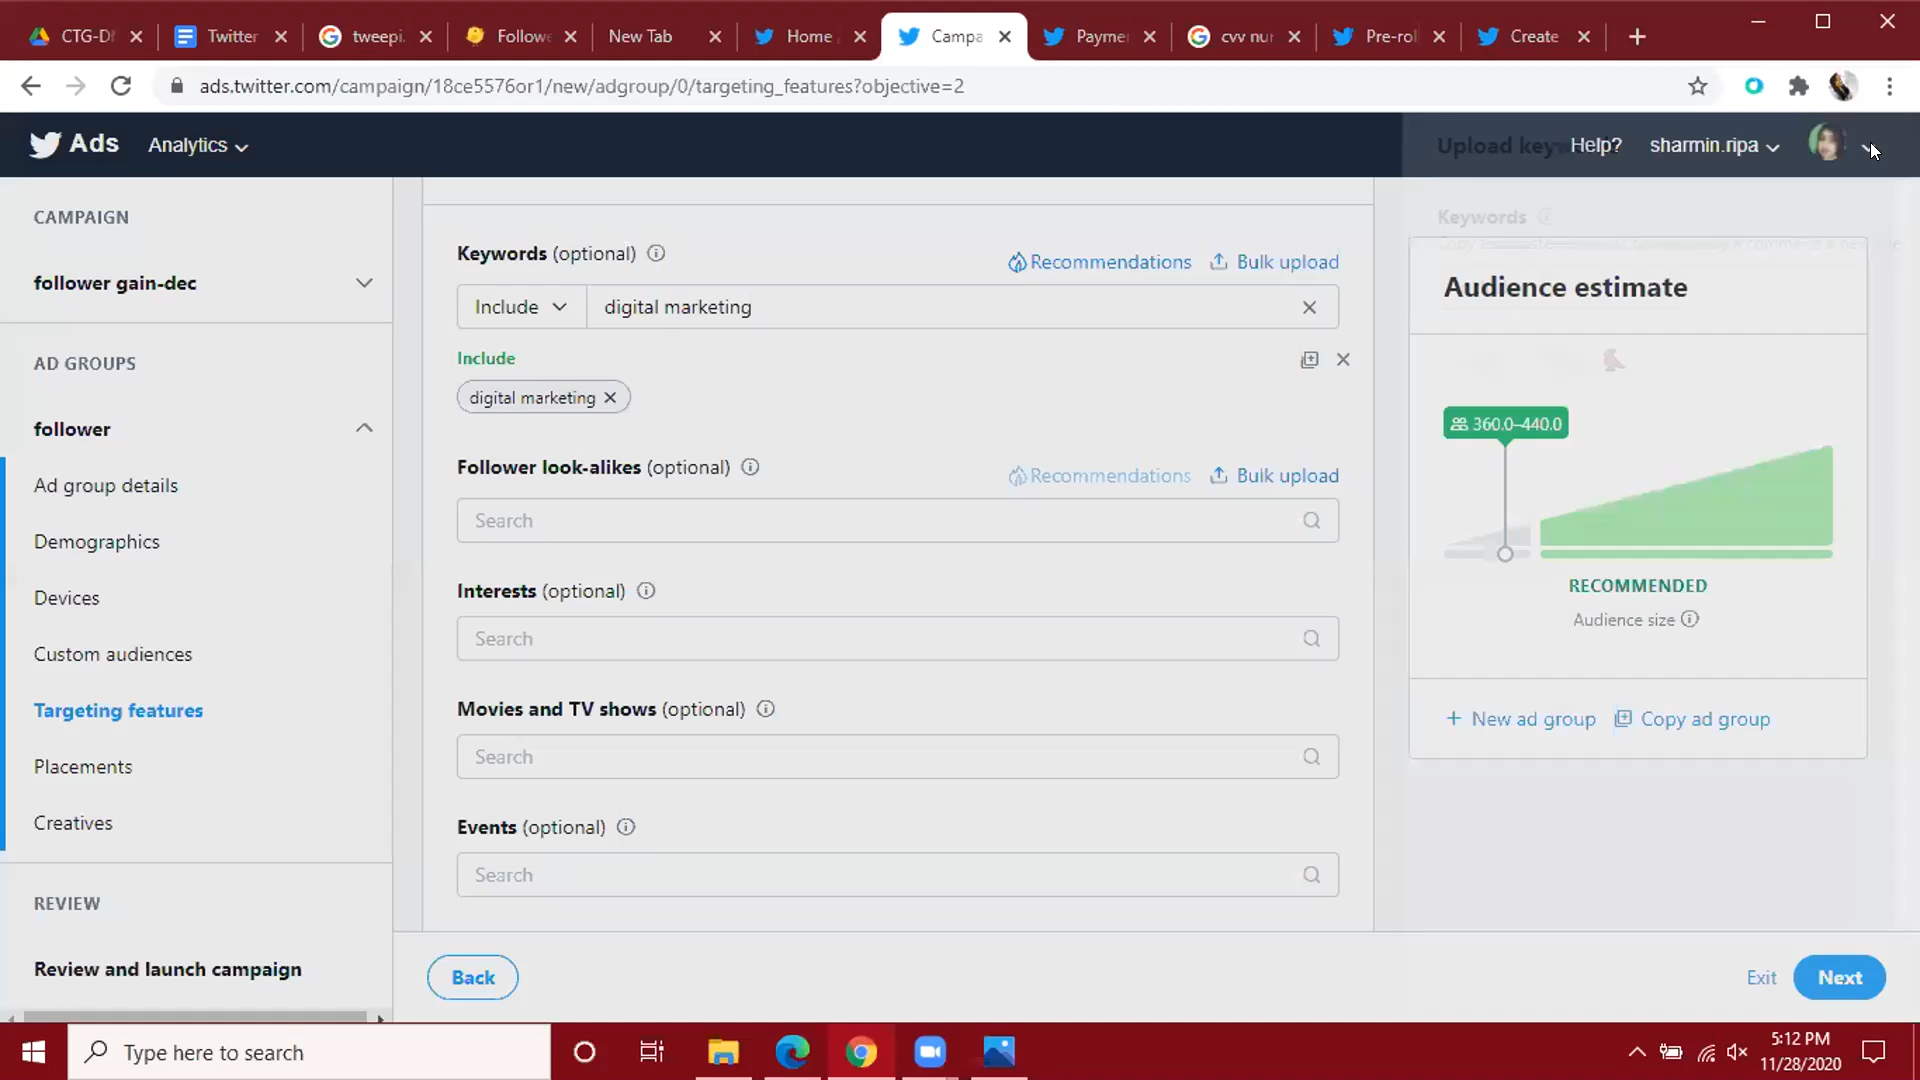 CTG-DI
Twitter
tweepi.
Follow
New Tab
Home
Campa
Payme
cvv nu
Pre-rol
Create
ads.twitter.com/campaign/18ce5576or1/new/adgroup/0/targeting_features?objective=2
Ads
Analytics
Upload key
Help?
sharmin.ripa
CAMPAIGN
follower gain-dec
AD GROUPS
follower
Ad group details
Demographics
Devices
Custom audiences
Targeting features
Placements
Creatives
REVIEW
Review and launch campaign
Keywords (optional)
Recommendations
Bulk upload
Include
digital marketing
Include
digital marketing
Follower look-alikes (optional)
Recommendations
Bulk upload
Search
Interests (optional)
Search
Movies and TV shows (optional)
Search
Events (optional)
Search
Keywords
Audience estimate
360.0–440.0
RECOMMENDED
Audience size
New ad group
Copy ad group
Back
Exit
Next
Type here to search
5:12 PM
11/28/2020